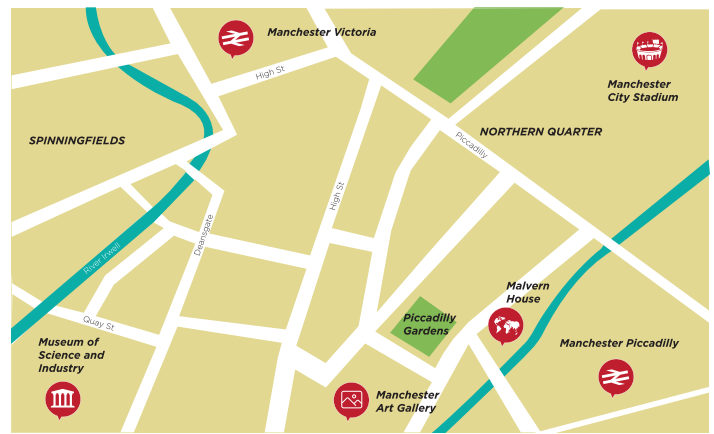 Manchester Victoria
High St
Manchester
City Stadium
SPINNINGFIELDS
NORTHERN QUARTER
Piccadilly
High St
Deansgate
River Irwell
Malvern
House
Piccadilly
Gardens
Quay St
Museum of
Science and
Industry
Manchester Piccadilly
Manchester
Art Gallery